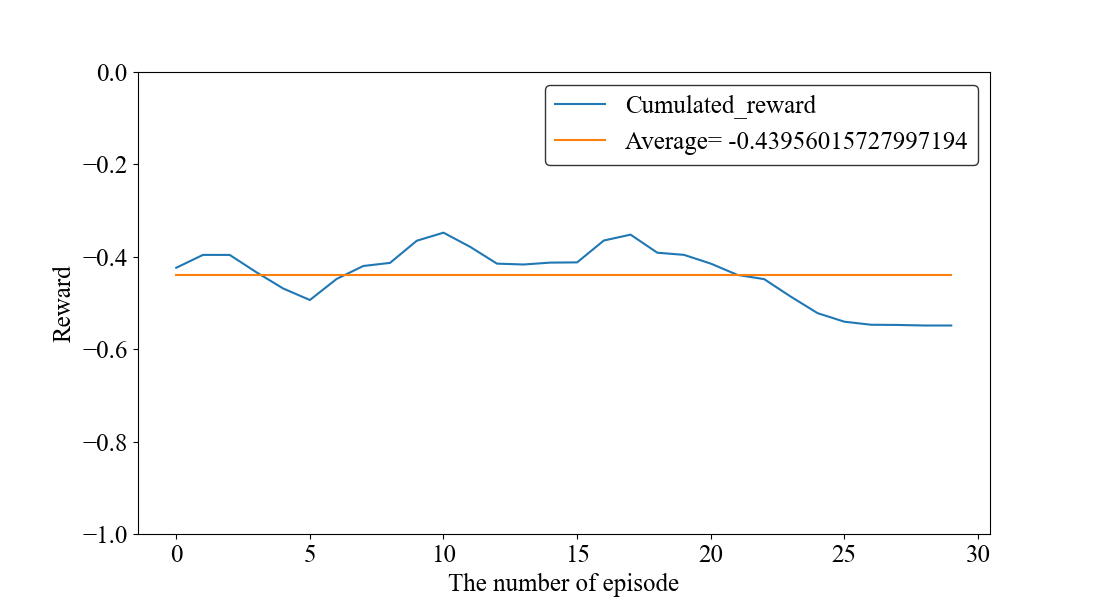 0.0
−0.2
−0.4
−0.6
−0.8
−1.0
Reward
Cumulated_reward
Average= -0.43956015727997194
0 5 10 15 20 25 30
The number of episode